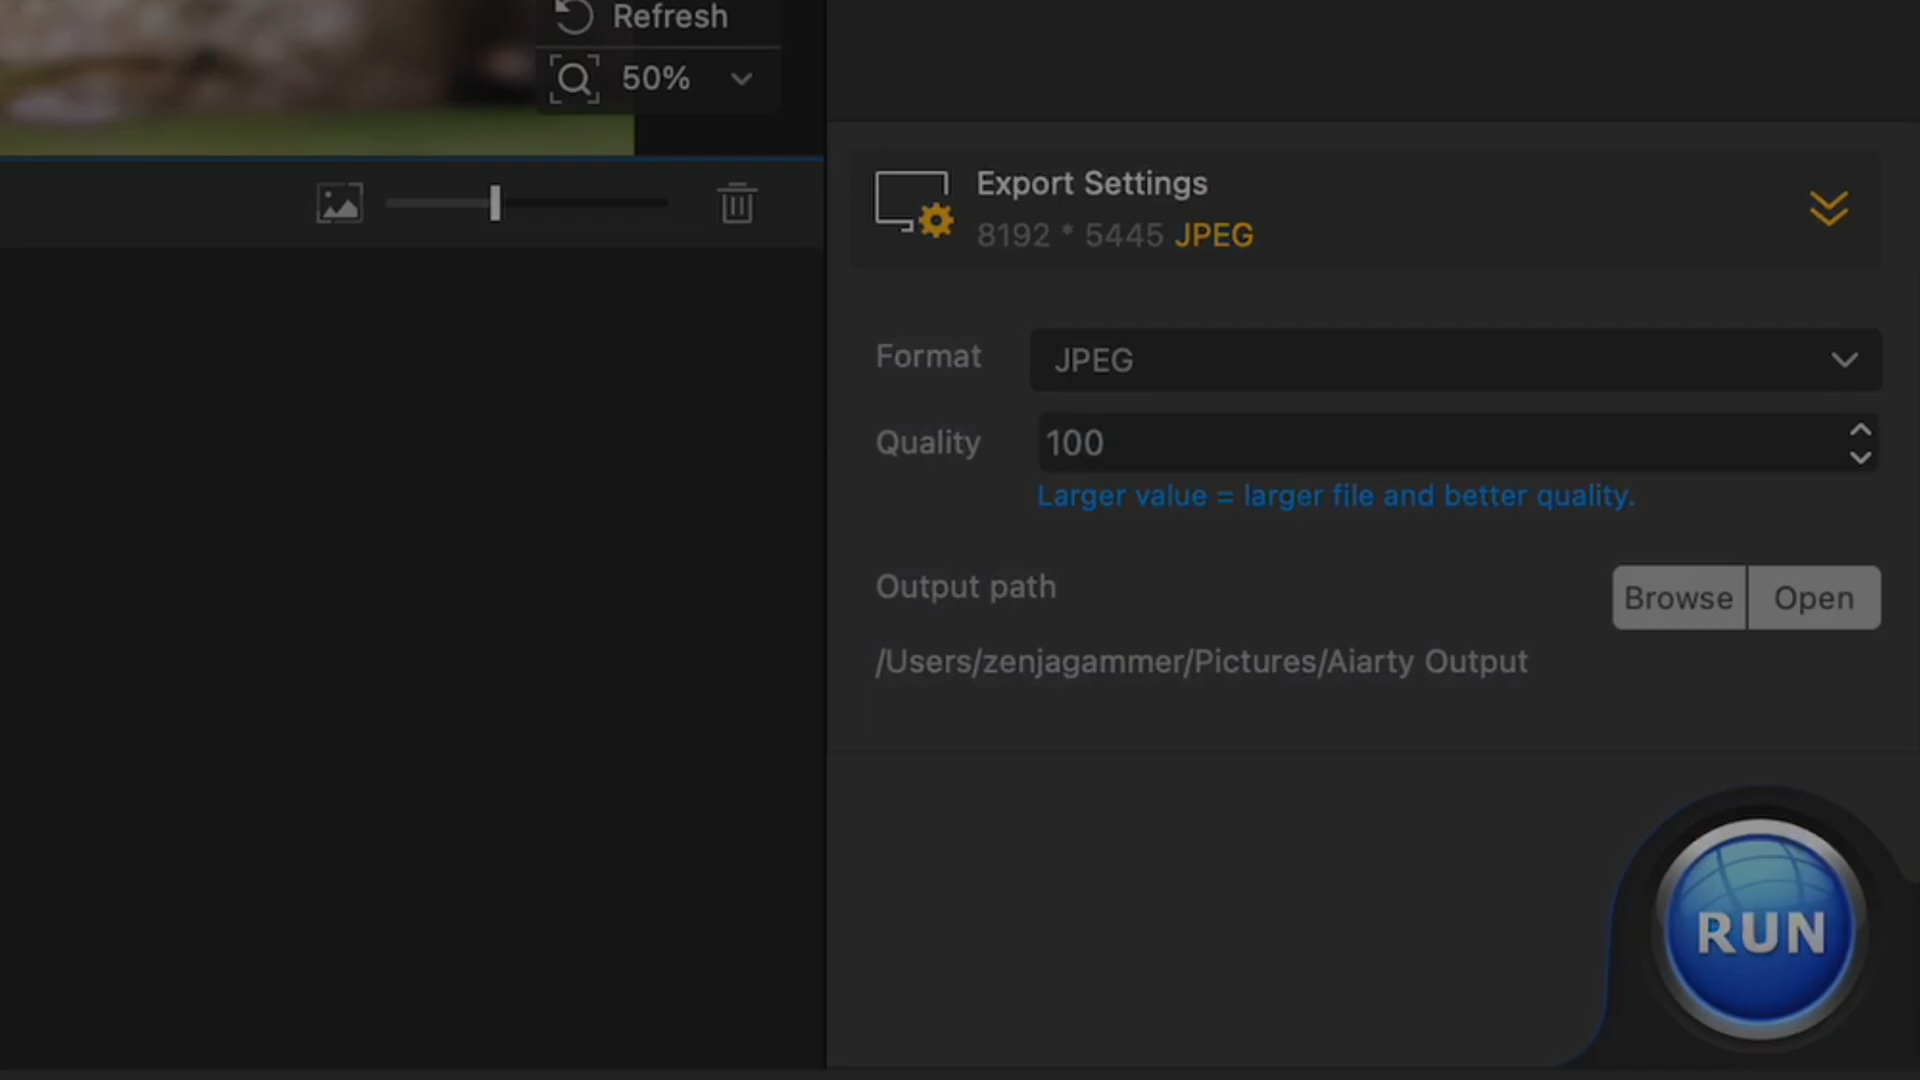 Refresh
50%
Export Settings
8192 * 5445 JPEG
Format
JPEG
Quality
100
Larger value = larger file and better quality.
Output path
Browse
Open
/Users/zenjagammer/Pictures/Aiarty Output
RUN